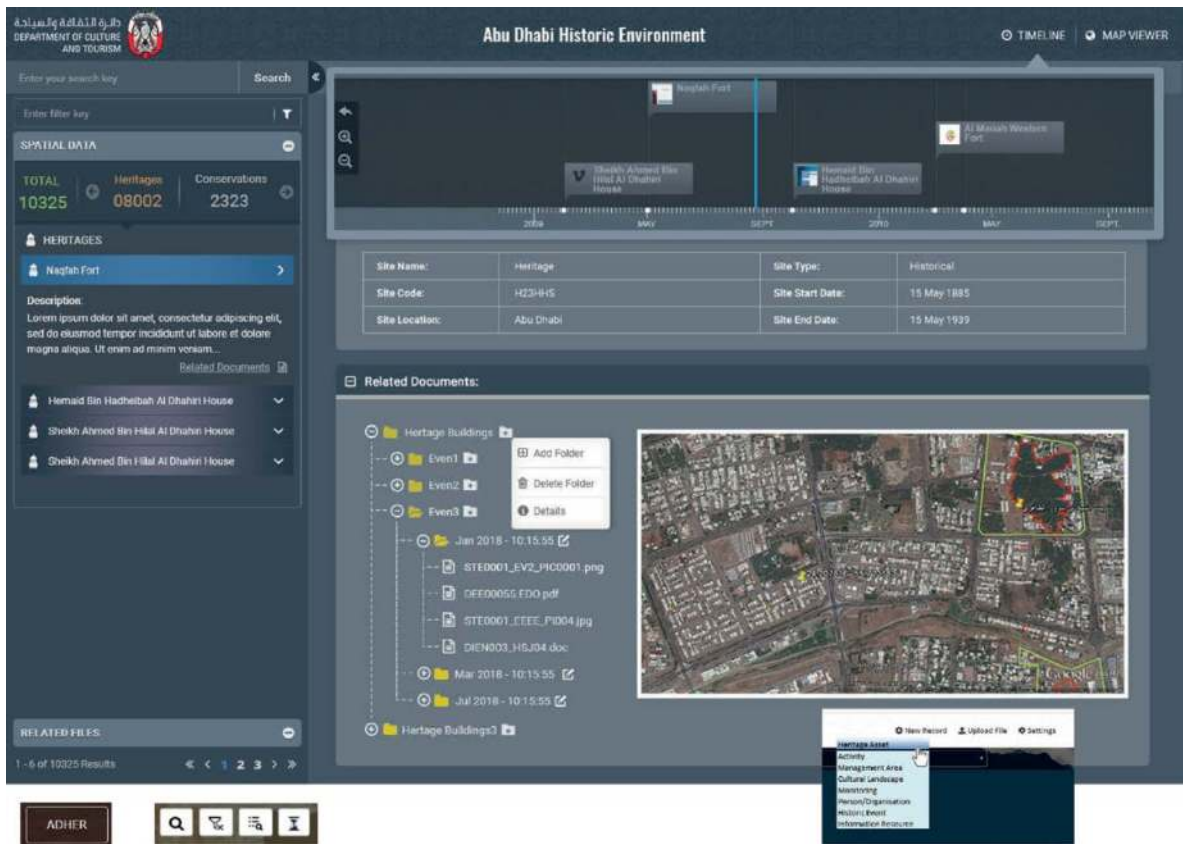 دائرة الثقافة والسياحة
DEPARTMENT OF CULTURE
AND TOURISM
Abu Dhabi Historic Environment
TIMELINE
MAP VIEWER
Enter your search key
Search
Enter filter key
SPATIAL DATA
TOTAL
10325
Heritages
08002
Conservations
2323
HERITAGES
Naqfah Fort
Description:
Lorem ipsum dolor sit amet, consectetur adipiscing elit,
sed do eiusmod tempor incididunt ut labore et dolore
magna aliqua. Ut enim ad minim veniam...
Related Documents
Hemaid Bin Hadheibah Al Dhahiri House
Sheikh Ahmed Bin Hilal Al Dhahiri House
Sheikh Ahmed Bin Hilal Al Dhahiri House
RELATED FILES
1 - 6 of 10325 Results
« < 1 2 3 > »
Naqfah Fort
Al Mariah Western
Fort
Sheikh Ahmed Bin
Hilal Al Dhahiri
House
Hemaid Bin
Hadheibah Al Dhahiri
House
2009
MAY
SEPT.
2010
MAY
SEPT.
Site Name:
Heritage
Site Type:
Historical
Site Code:
H23HHS
Site Start Date:
15 May 1885
Site Location:
Abu Dhabi
Site End Date:
15 May 1939
Related Documents:
Hertage Buildings
Even1
Even2
Even3
Add Folder
Delete Folder
Details
Jan 2018 - 10:15:55
STE0001_EV2_PIC0001.png
DEE0005S.EDO.pdf
STE0001_EEEE_PI004.jpg
DIEN003_HSJ04.doc
Mar 2018 - 10:15:55
Jul 2018 - 10:15:55
Hertage Buildings3
Google
New Record
Upload File
Settings
Heritage Asset
Activity
Management Area
Cultural Landscape
Monitoring
Person/Organisation
Historic Event
Information Resource
ADHER